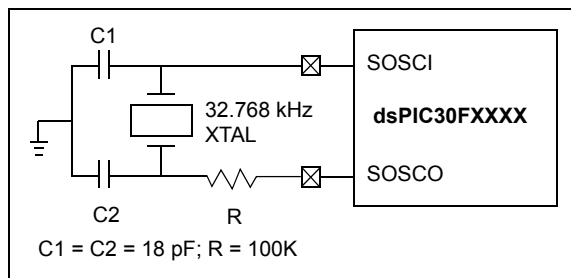 C1
SOSCI
32.768 kHz
XTAL
dsPIC30FXXXX
SOSCO
C2
R
C1 = C2 = 18 pF; R = 100K